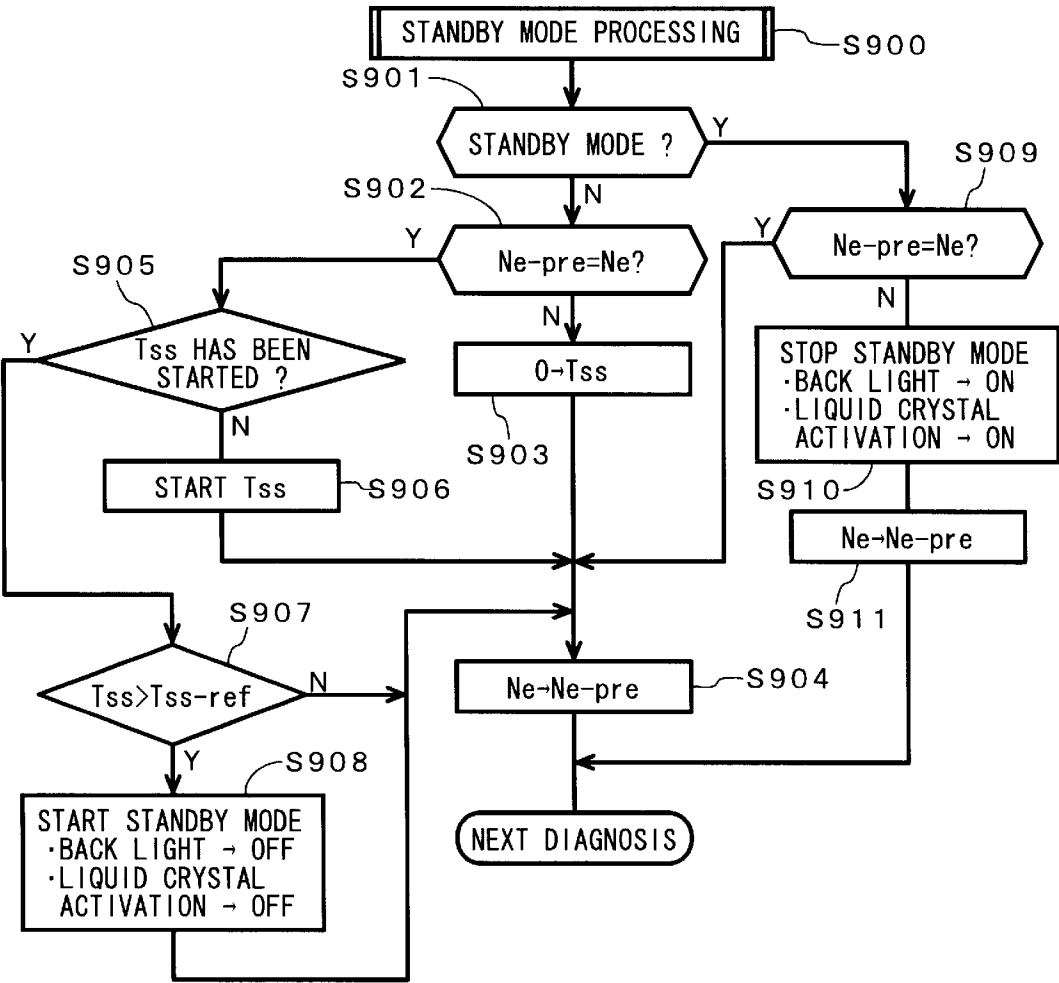 STANDBY MODE PROCESSING
S900
S901
STANDBY MODE ?
Y
N
S902
S909
Y
Ne-pre=Ne?
Y
Ne-pre=Ne?
N
N
S905
Y
Tss HAS BEEN
STARTED ?
N
0→Tss
S903
STOP STANDBY MODE
·BACK LIGHT → ON
·LIQUID CRYSTAL
ACTIVATION → ON
S910
START Tss
S906
Ne→Ne-pre
S911
S907
Tss>Tss-ref
N
Y
Ne→Ne-pre
S904
S908
START STANDBY MODE
·BACK LIGHT → OFF
·LIQUID CRYSTAL
ACTIVATION → OFF
NEXT DIAGNOSIS